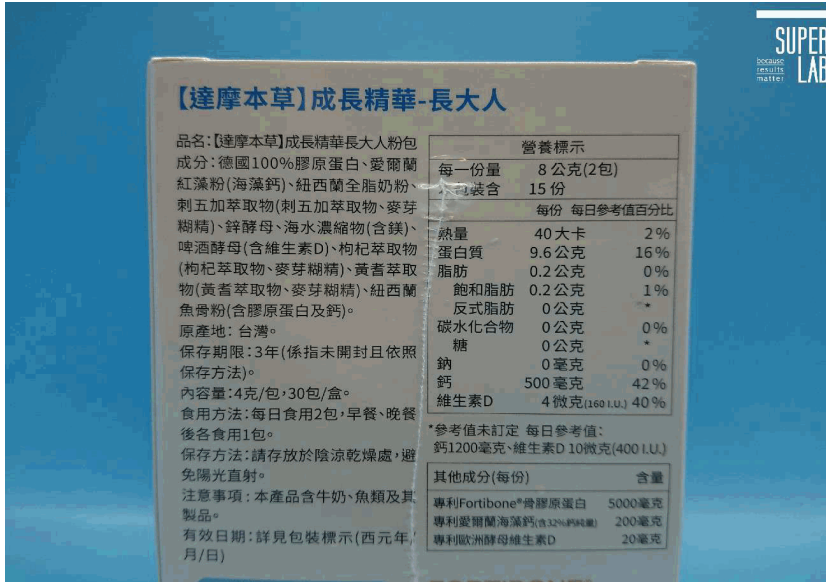 SUPER
LAB
because
results
matter
【達摩本草】成長精華-長大人
品名:【達摩本草】成長精華長大人粉包
成分:德國100%膠原蛋白、愛爾蘭
紅藻粉(海藻鈣)、紐西蘭全脂奶粉、
刺五加萃取物(刺五加萃取物、麥芽
糊精)、鋅酵母、海水濃縮物(含鎂)、
啤酒酵母(含維生素D)、枸杞萃取物
(枸杞萃取物、麥芽糊精)、黃耆萃取
物(黃耆萃取物、麥芽糊精)、紐西蘭
魚骨粉(含膠原蛋白及鈣)。
原產地：台灣。
保存期限:3年(係指未開封且依照
保存方法)。
內容量:4克/包,30包/盒。
食用方法:每日食用2包,早餐、晚餐
後各食用1包。
保存方法:請存放於陰涼乾燥處,避
免陽光直射。
注意事項:本產品含牛奶、魚類及其
製品。
有效日期:詳見包裝標示(西元年/
月/日)
營養標示
每一份量 8 公克(2包)
包裝含 15 份
每份 每日參考值百分比
熱量 40 大卡 2%
蛋白質 9.6 公克 16%
脂肪 0.2 公克 0%
飽和脂肪 0.2 公克 1%
反式脂肪 0 公克 *
碳水化合物 0 公克 0%
糖 0 公克 *
鈉 0 毫克 0%
鈣 500 毫克 42%
維生素D 4 微克(160 I.U.) 40%
*參考值未訂定 每日參考值：
鈣1200毫克、維生素D 10微克(400 I.U.)
其他成分(每份) 含量
專利Fortibone®骨膠原蛋白 5000毫克
專利愛爾蘭海藻鈣(含32%鈣純量) 200毫克
專利歐洲酵母維生素D 20毫克